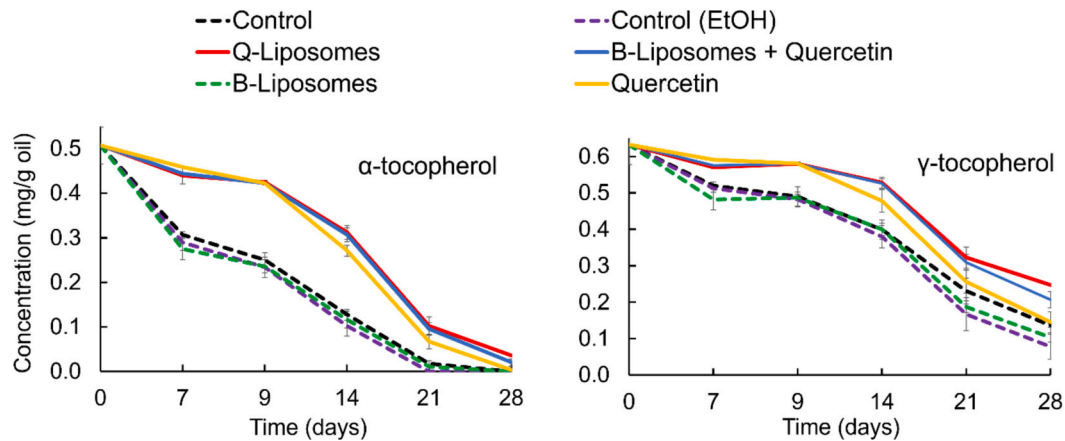 Control
Control (EtOH)
Q-Liposomes
B-Liposomes + Quercetin
B-Liposomes
Quercetin
Concentration (mg/g oil)
0.5
0.4
0.3
0.2
0.1
0.0
α-tocopherol
0 7 9 14 21 28
Time (days)
0.6
0.5
0.4
0.3
0.2
0.1
0.0
γ-tocopherol
0 7 9 14 21 28
Time (days)